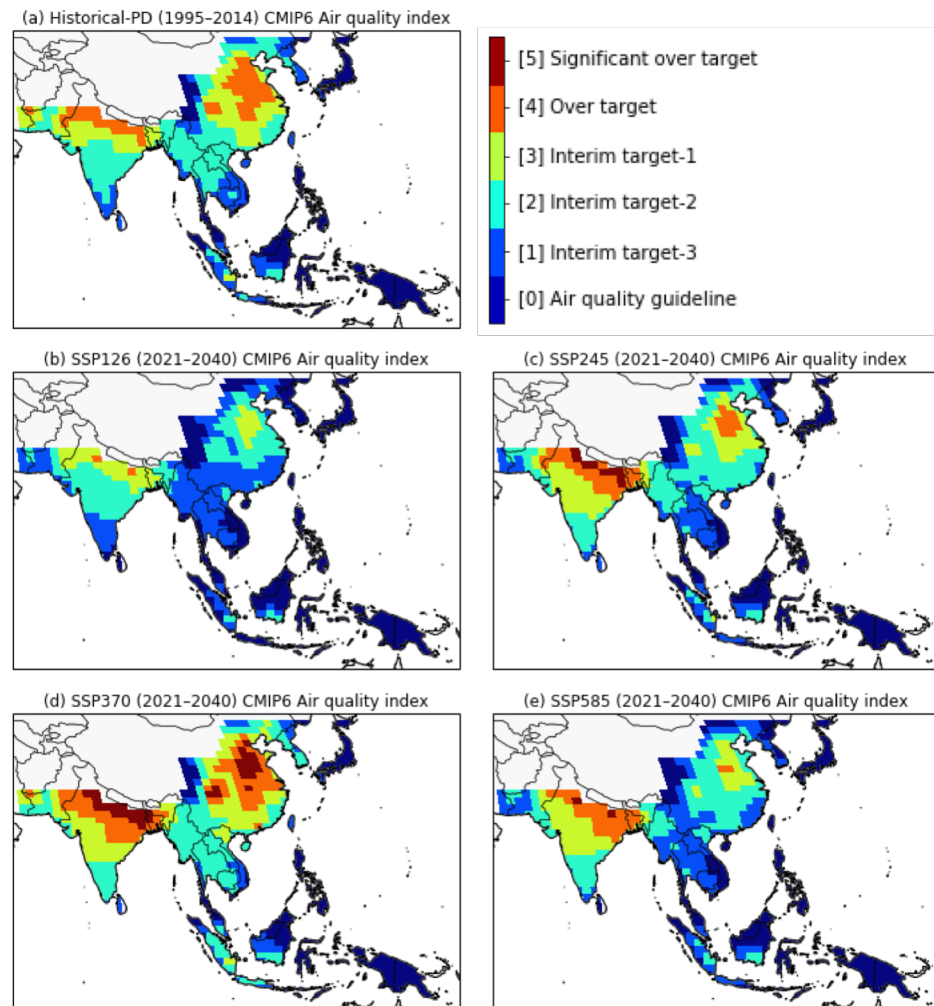 (a) Historical-PD (1995–2014) CMIP6 Air quality index
[5] Significant over target
[4] Over target
[3] Interim target-1
[2] Interim target-2
[1] Interim target-3
[0] Air quality guideline
(b) SSP126 (2021–2040) CMIP6 Air quality index
(c) SSP245 (2021–2040) CMIP6 Air quality index
(d) SSP370 (2021–2040) CMIP6 Air quality index
(e) SSP585 (2021–2040) CMIP6 Air quality index